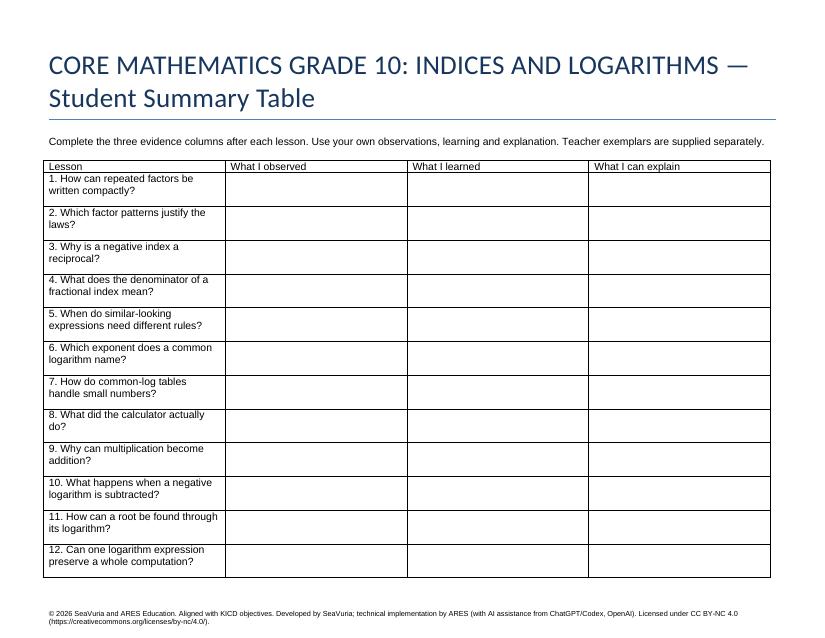 CORE MATHEMATICS GRADE 10: INDICES AND LOGARITHMS —
Student Summary Table
Complete the three evidence columns after each lesson. Use your own observations, learning and explanation. Teacher exemplars are supplied separately.
Lesson What I observed What I learned What I can explain
1. How can repeated factors be
written compactly?
2. Which factor patterns justify the
laws?
3. Why is a negative index a
reciprocal?
4. What does the denominator of a
fractional index mean?
5. When do similar-looking
expressions need different rules?
6. Which exponent does a common
logarithm name?
7. How do common-log tables
handle small numbers?
8. What did the calculator actually
do?
9. Why can multiplication become
addition?
10. What happens when a negative
logarithm is subtracted?
11. How can a root be found through
its logarithm?
12. Can one logarithm expression
preserve a whole computation?
© 2026 SeaVuria and ARES Education. Aligned with KICD objectives. Developed by SeaVuria; technical implementation by ARES (with AI assistance from ChatGPT/Codex, OpenAI). Licensed under CC BY-NC 4.0
(https://creativecommons.org/licenses/by-nc/4.0/).